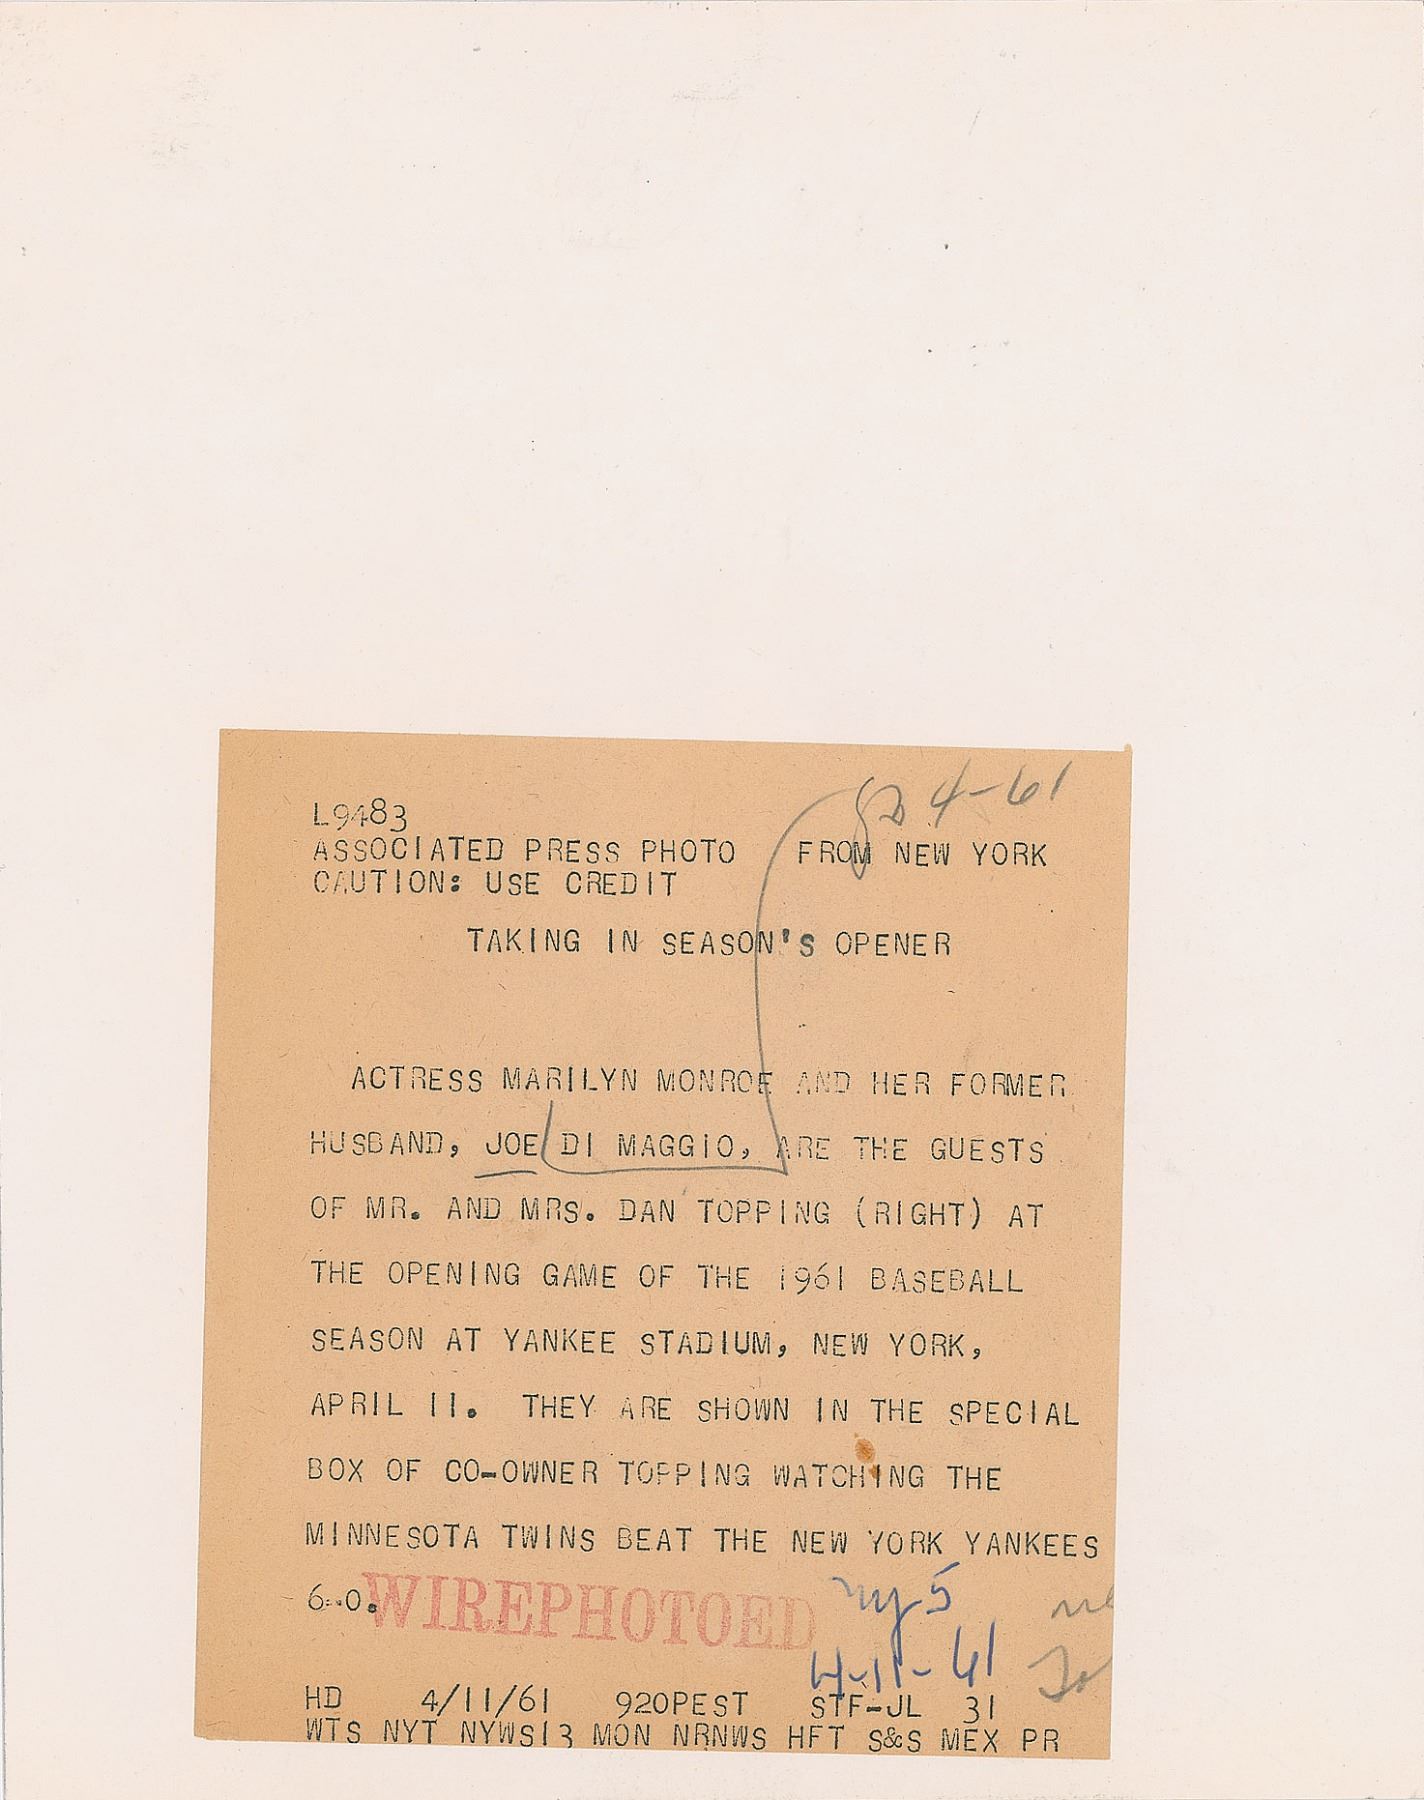 4-61
L9483
ASSOCIATED PRESS PHOTO FROM NEW YORK
CAUTION: USE CREDIT
TAKING IN SEASON'S OPENER
ACTRESS MARILYN MONROE AND HER FORMER
HUSBAND, JOE DI MAGGIO, ARE THE GUESTS
OF MR. AND MRS. DAN TOPPING (RIGHT) AT
THE OPENING GAME OF THE 1961 BASEBALL
SEASON AT YANKEE STADIUM, NEW YORK,
APRIL 11. THEY ARE SHOWN IN THE SPECIAL
BOX OF CO-OWNER TOPPING WATCHING THE
MINNESOTA TWINS BEAT THE NEW YORK YANKEES
6-0.
WIREPHOTOED
ny 5
4-11-61
HD 4/11/61 920PEST STF-JL 31
WTS NYT NYWS13 MON NRNWS HFT S&S MEX PR